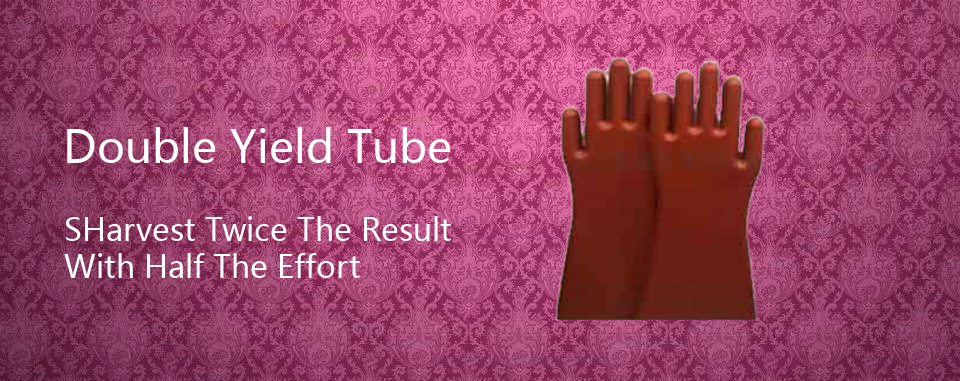 Double Yield Tube
SHarvest Twice The Result
With Half The Effort